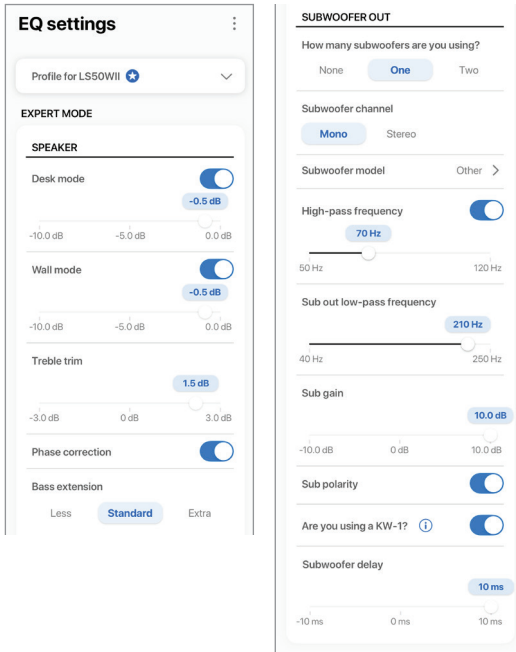 EQ settings
Profile for LS50WII
EXPERT MODE
SPEAKER
Desk mode
-0.5 dB
-10.0 dB -5.0 dB 0.0 dB
Wall mode
-0.5 dB
-10.0 dB -5.0 dB 0.0 dB
Treble trim
1.5 dB
-3.0 dB 0 dB 3.0 dB
Phase correction
Bass extension
Less Standard Extra
SUBWOOFER OUT
How many subwoofers are you using?
None One Two
Subwoofer channel
Mono Stereo
Subwoofer model Other
High-pass frequency
70 Hz
50 Hz 120 Hz
Sub out low-pass frequency
210 Hz
40 Hz 250 Hz
Sub gain
10.0 dB
-10.0 dB 0 dB 10.0 dB
Sub polarity
Are you using a KW-1?
Subwoofer delay
10 ms
-10 ms 0 ms 10 ms